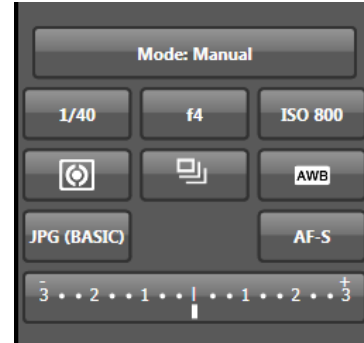 Mode: Manual
1/40 f4 ISO 800
AWB
JPG (BASIC) AF-S
- +
3 • • 2 • • 1 • • | • • 1 • • 2 • • 3